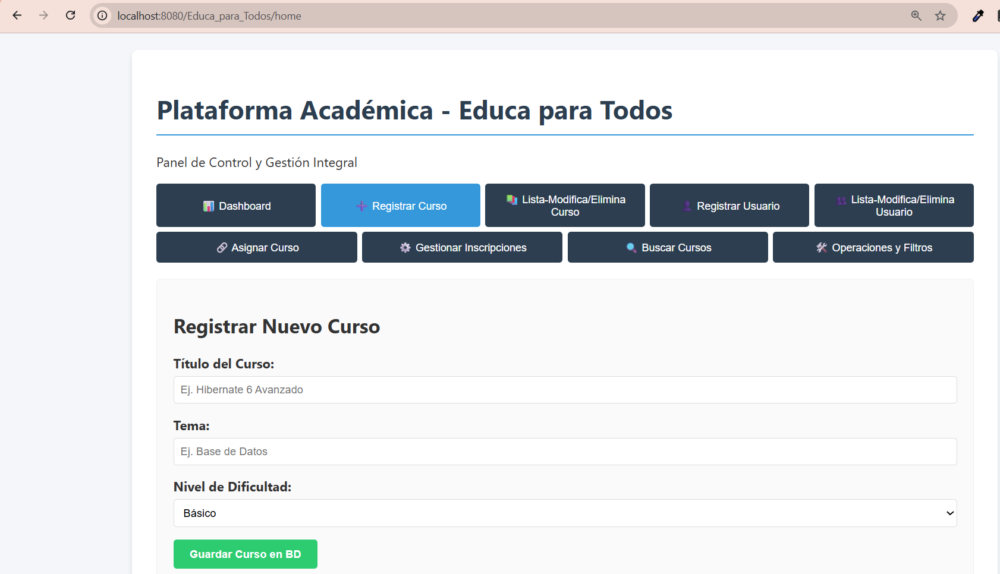 localhost:8080/Educa_para_Todos/home
Plataforma Académica - Educa para Todos
Panel de Control y Gestión Integral
Dashboard
Registrar Curso
Lista-Modifica/Elimina
Curso
Registrar Usuario
Lista-Modifica/Elimina
Usuario
Asignar Curso
Gestionar Inscripciones
Buscar Cursos
Operaciones y Filtros
Registrar Nuevo Curso
Título del Curso:
Ej. Hibernate 6 Avanzado
Tema:
Ej. Base de Datos
Nivel de Dificultad:
Básico
Guardar Curso en BD